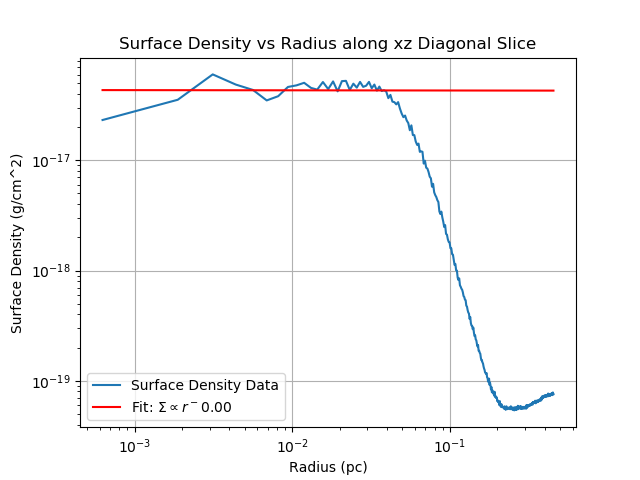 Surface Density vs Radius along xz Diagonal Slice
Surface Density (g/cm^2)
10⁻¹⁷
10⁻¹⁸
10⁻¹⁹
Surface Density Data
Fit: Σ ∝ r⁻0.00
10⁻³
10⁻²
10⁻¹
Radius (pc)